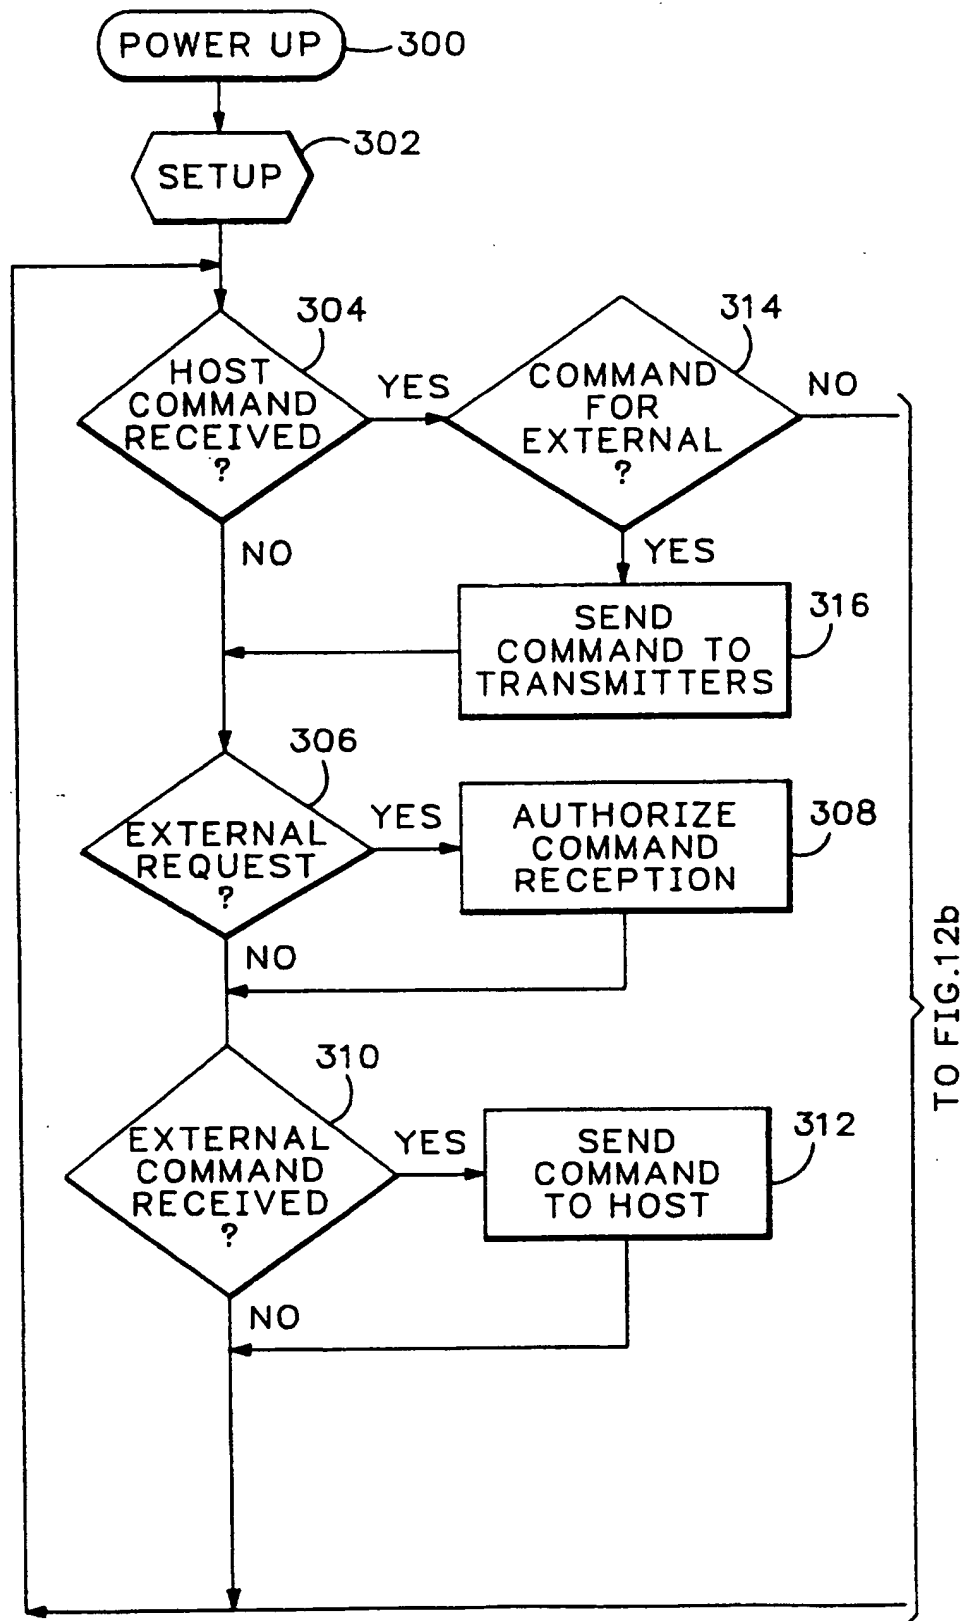 POWER UP
300
SETUP
302
304
HOST
COMMAND
RECEIVED
?
YES
NO
314
COMMAND
FOR
EXTERNAL
?
NO
YES
SEND
COMMAND TO
TRANSMITTERS
316
306
EXTERNAL
REQUEST
?
YES
NO
AUTHORIZE
COMMAND
RECEPTION
308
310
EXTERNAL
COMMAND
RECEIVED
?
YES
NO
SEND
COMMAND
TO HOST
312
TO FIG.12b